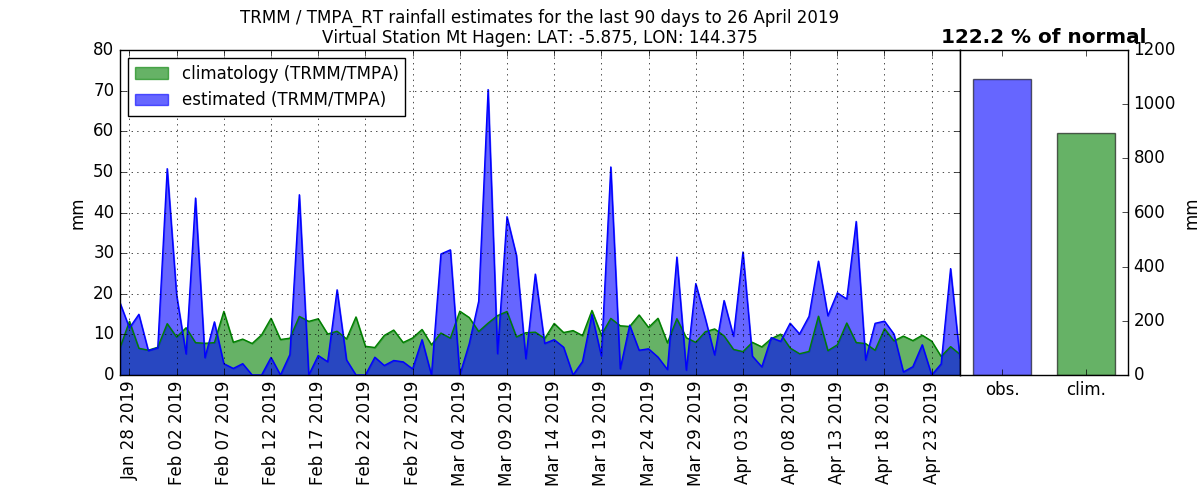 TRMM / TMPA_RT rainfall estimates for the last 90 days to 26 April 2019
Virtual Station Mt Hagen: LAT: -5.875, LON: 144.375
122.2 % of normal
climatology (TRMM/TMPA)
estimated (TRMM/TMPA)
80
70
60
50
40
30
20
10
0
mm
Jan 28 2019
Feb 02 2019
Feb 07 2019
Feb 12 2019
Feb 17 2019
Feb 22 2019
Feb 27 2019
Mar 04 2019
Mar 09 2019
Mar 14 2019
Mar 19 2019
Mar 24 2019
Mar 29 2019
Apr 03 2019
Apr 08 2019
Apr 13 2019
Apr 18 2019
Apr 23 2019
obs.
clim.
1200
1000
800
600
400
200
0
mm